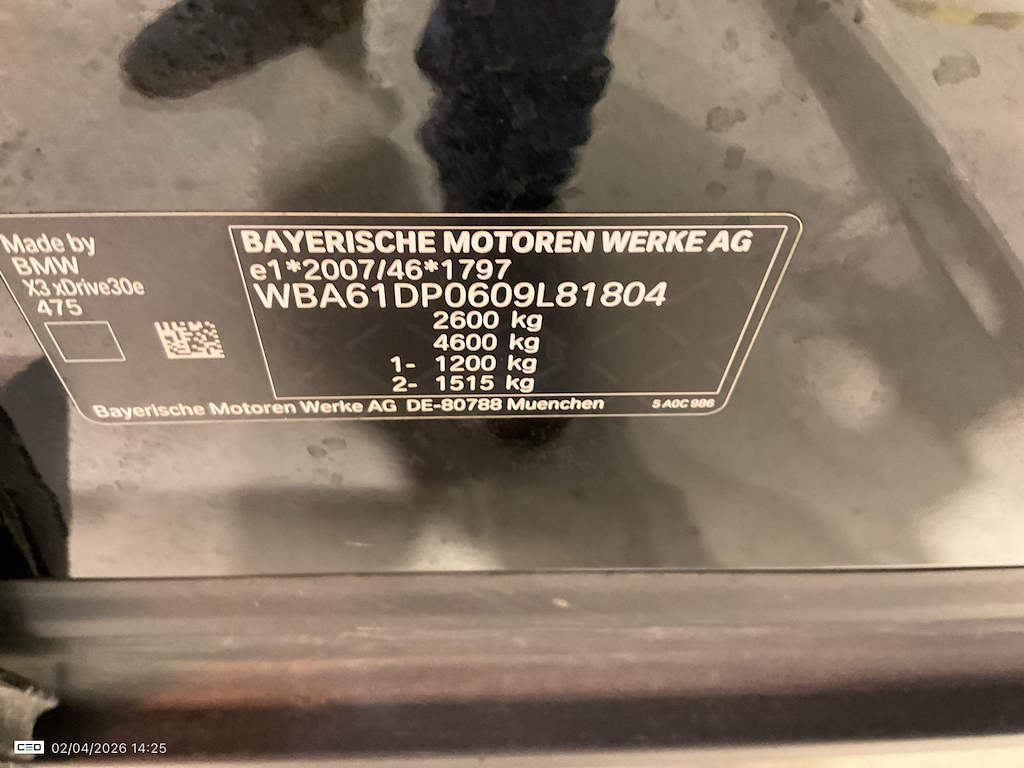 Made by
BMW
X3 xDrive30e
475
BAYERISCHE MOTOREN WERKE AG
e1*2007/46*1797
WBA61DP0609L81804
2600 kg
4600 kg
1- 1200 kg
2- 1515 kg
Bayerische Motoren Werke AG DE-80788 Muenchen
5 A0C 986
CEO 02/04/2026 14:25